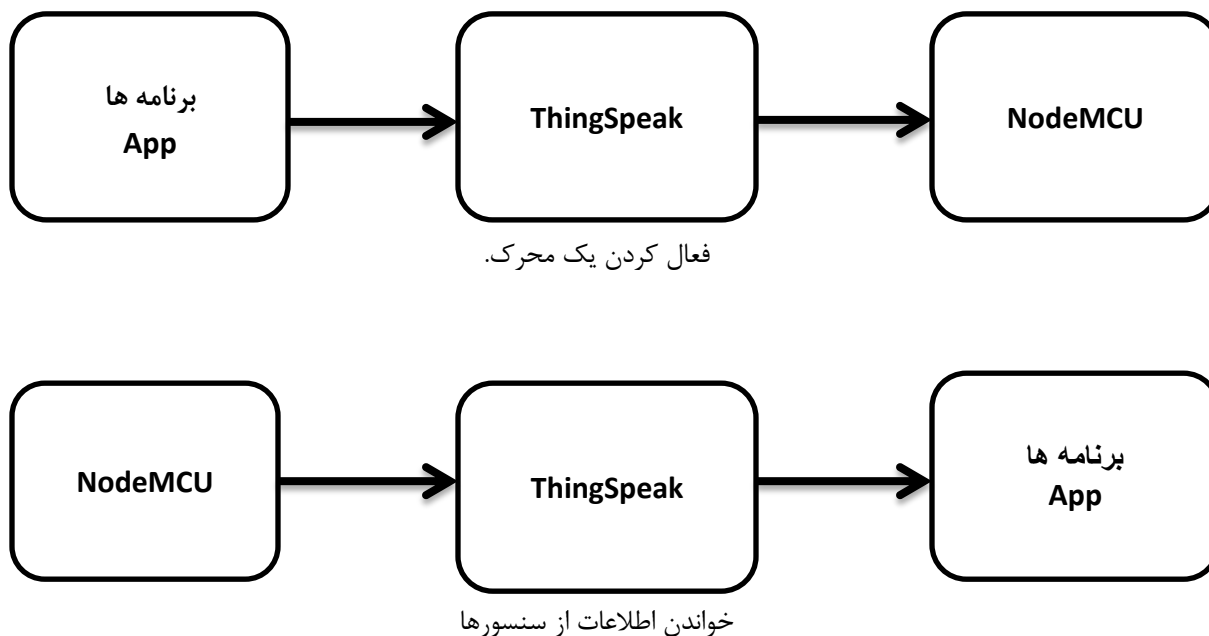 برنامه ها
App
ThingSpeak
NodeMCU
فعال کردن یک محرک.
NodeMCU
ThingSpeak
برنامه ها
App
خواندن اطلاعات از سنسورها